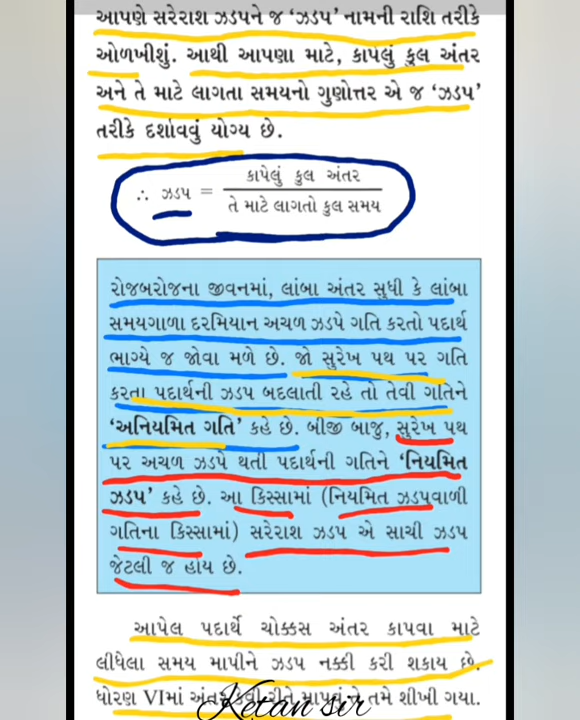 આપણે સરેરાશ ઝડપને જ ‘ઝડપ’ નામની રાશિ તરીકે
ઓળખીશું. આથી આપણા માટે, કાપેલું કુલ અંતર
અને તે માટે લાગતા સમયનો ગુણોત્તર એ જ ‘ઝડપ’
તરીકે દર્શાવવું યોગ્ય છે.
∴ ઝડપ = કાપેલું કુલ અંતર
તે માટે લાગતો કુલ સમય
રોજબરોજના જીવનમાં, લાંબા અંતર સુધી કે લાંબા
સમયગાળા દરમિયાન અચળ ઝડપે ગતિ કરતો પદાર્થ
ભાગ્યે જ જોવા મળે છે. જો સુરેખ પથ પર ગતિ
કરતા પદાર્થની ઝડપ બદલાતી રહે તો તેવી ગતિને
‘અનિયમિત ગતિ’ કહે છે. બીજી બાજુ, સુરેખ પથ
પર અચળ ઝડપે થતી પદાર્થની ગતિને ‘નિયમિત
ઝડપ’ કહે છે. આ કિસ્સામાં (નિયમિત ઝડપવાળી
ગતિના કિસ્સામાં) સરેરાશ ઝડપ એ સાચી ઝડપ
જેટલી જ હોય છે.
આપેલ પદાર્થે ચોક્કસ અંતર કાપવા માટે
લીધેલા સમય માપીને ઝડપ નક્કી કરી શકાય છે.
ધોરણ VIમાં અંતર કેવી રીતે માપવું તે તમે શીખી ગયા.
Ketan sir